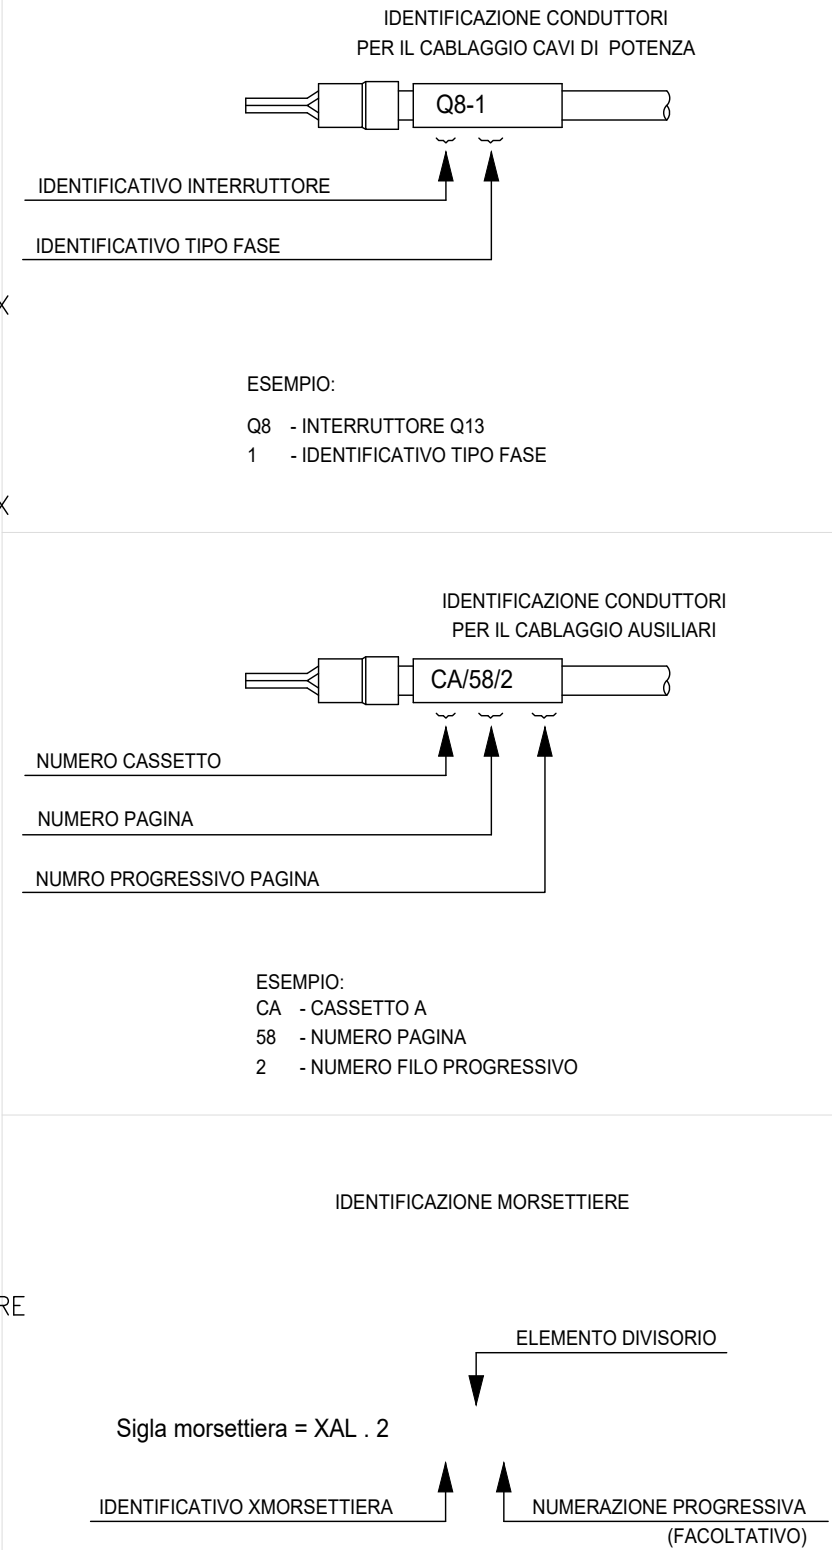 IDENTIFICAZIONE CONDUTTORI
PER IL CABLAGGIO CAVI DI POTENZA
Q8-1
IDENTIFICATIVO INTERRUTTORE
IDENTIFICATIVO TIPO FASE
X
ESEMPIO:
Q8 - INTERRUTTORE Q13
1 - IDENTIFICATIVO TIPO FASE
X
IDENTIFICAZIONE CONDUTTORI
PER IL CABLAGGIO AUSILIARI
CA/58/2
NUMERO CASSETTO
NUMERO PAGINA
NUMRO PROGRESSIVO PAGINA
ESEMPIO:
CA - CASSETTO A
58 - NUMERO PAGINA
2 - NUMERO FILO PROGRESSIVO
IDENTIFICAZIONE MORSETTIERE
RE
ELEMENTO DIVISORIO
Sigla morsettiera = XAL . 2
IDENTIFICATIVO XMORSETTIERA
NUMERAZIONE PROGRESSIVA
(FACOLTATIVO)